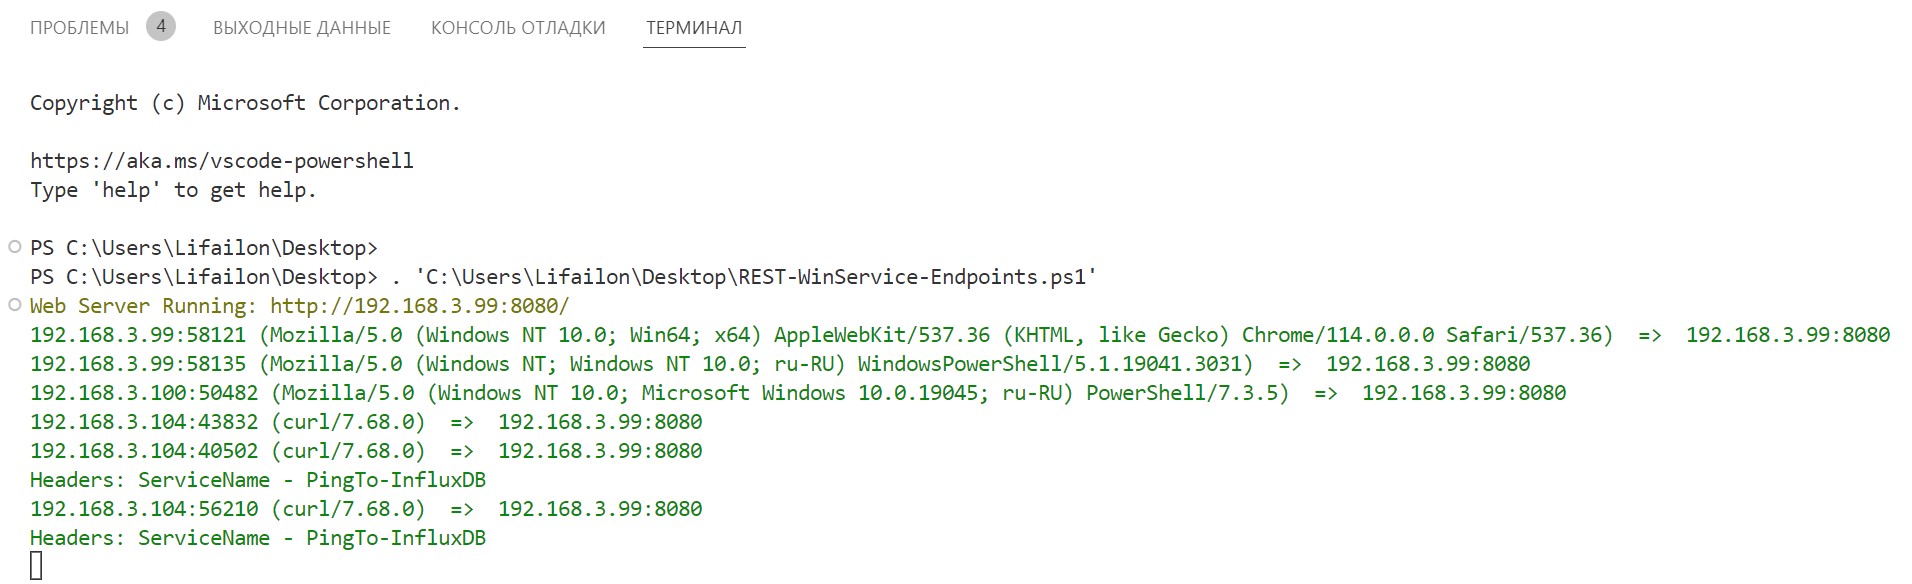 ПРОБЛЕМЫ 4 ВЫХОДНЫЕ ДАННЫЕ КОНСОЛЬ ОТЛАДКИ ТЕРМИНАЛ
Copyright (c) Microsoft Corporation.
https://aka.ms/vscode-powershell
Type 'help' to get help.
PS C:\Users\Lifailon\Desktop>
PS C:\Users\Lifailon\Desktop> . 'C:\Users\Lifailon\Desktop\REST-WinService-Endpoints.ps1'
Web Server Running: http://192.168.3.99:8080/
192.168.3.99:58121 (Mozilla/5.0 (Windows NT 10.0; Win64; x64) AppleWebKit/537.36 (KHTML, like Gecko) Chrome/114.0.0.0 Safari/537.36)  =>  192.168.3.99:8080
192.168.3.99:58135 (Mozilla/5.0 (Windows NT; Windows NT 10.0; ru-RU) WindowsPowerShell/5.1.19041.3031)  =>  192.168.3.99:8080
192.168.3.100:50482 (Mozilla/5.0 (Windows NT 10.0; Microsoft Windows 10.0.19045; ru-RU) PowerShell/7.3.5)  =>  192.168.3.99:8080
192.168.3.104:43832 (curl/7.68.0)  =>  192.168.3.99:8080
192.168.3.104:40502 (curl/7.68.0)  =>  192.168.3.99:8080
Headers: ServiceName - PingTo-InfluxDB
192.168.3.104:56210 (curl/7.68.0)  =>  192.168.3.99:8080
Headers: ServiceName - PingTo-InfluxDB